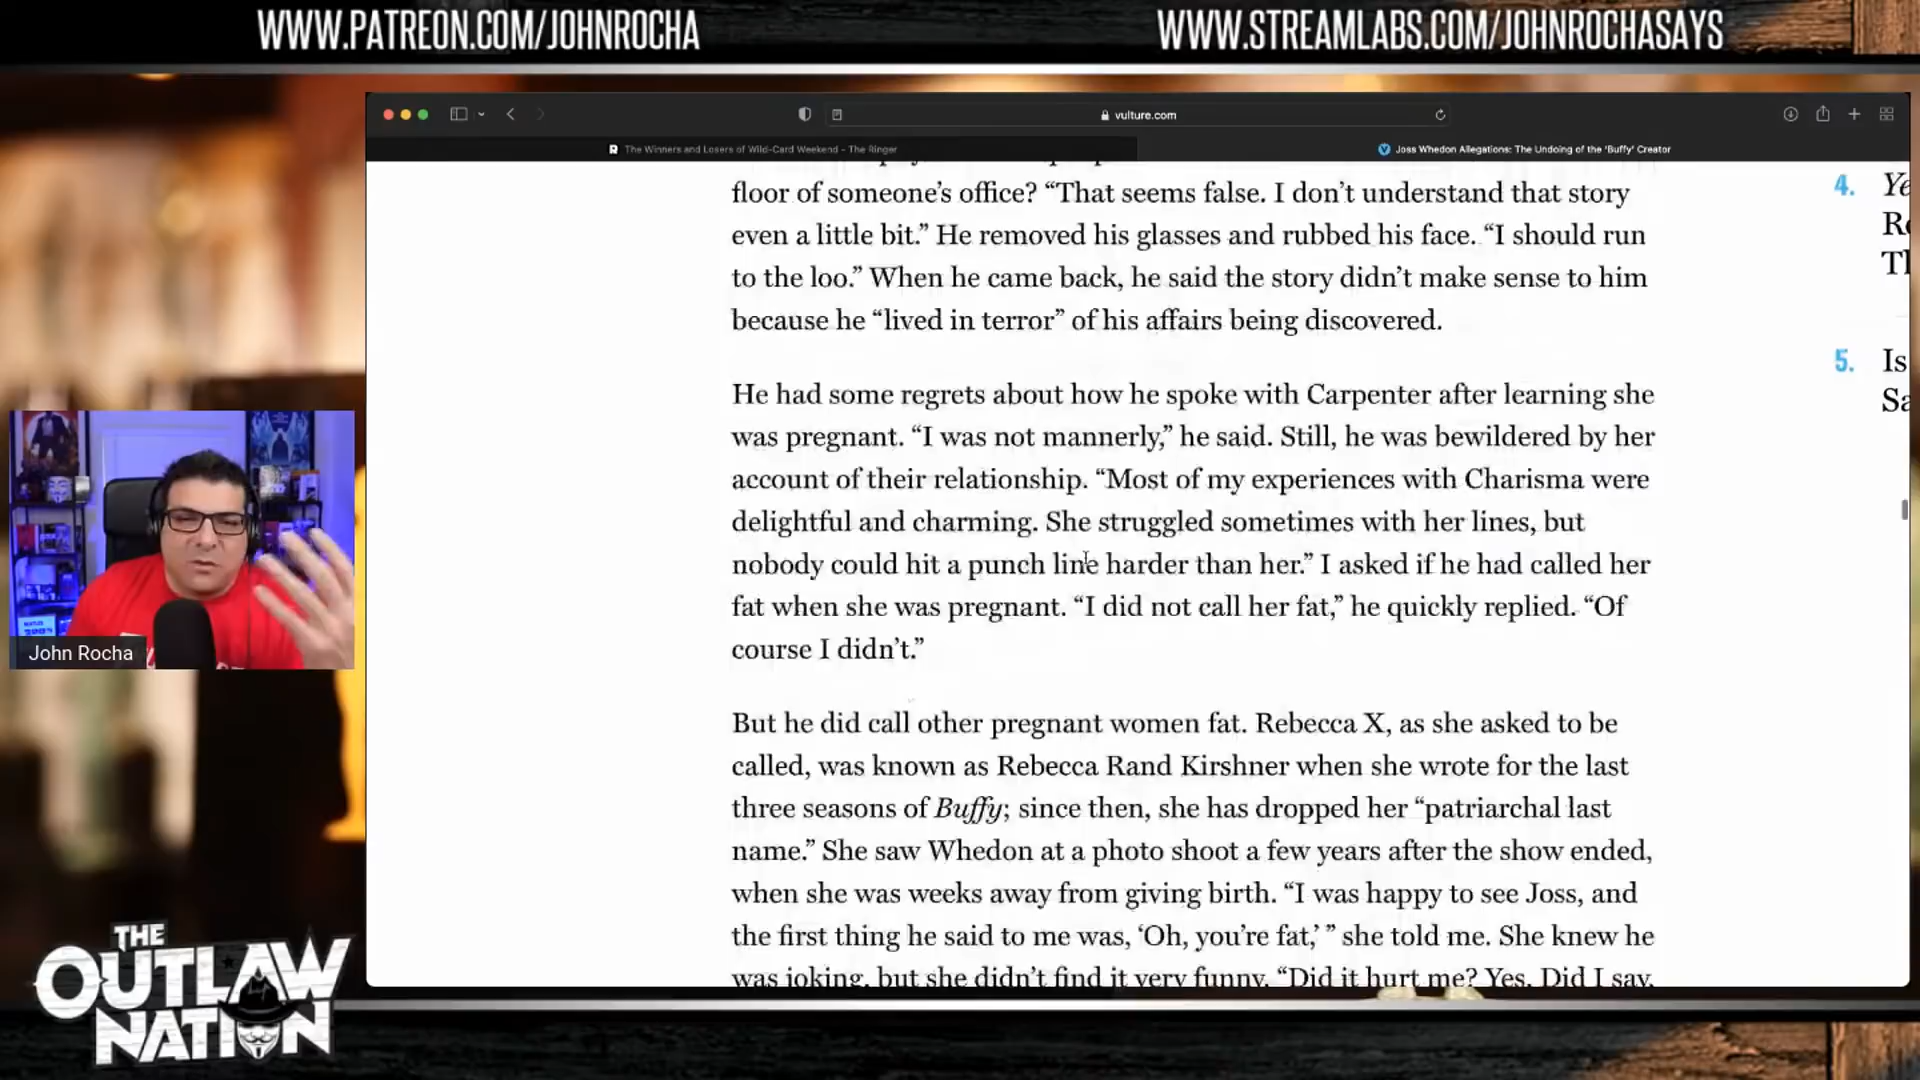 WWW.PATREON.COM/JOHNROCHA
WWW.STREAMLABS.COM/JOHNROCHASAYS
vulture.com
The Winners and Losers of Wild-Card Weekend - The Ringer
Joss Whedon Allegations: The Undoing of the ‘Buffy’ Creator
floor of someone’s office? “That seems false. I don’t understand that story
even a little bit.” He removed his glasses and rubbed his face. “I should run
to the loo.” When he came back, he said the story didn’t make sense to him
because he “lived in terror” of his affairs being discovered.
He had some regrets about how he spoke with Carpenter after learning she
was pregnant. “I was not mannerly,” he said. Still, he was bewildered by her
account of their relationship. “Most of my experiences with Charisma were
delightful and charming. She struggled sometimes with her lines, but
nobody could hit a punch line harder than her.” I asked if he had called her
fat when she was pregnant. “I did not call her fat,” he quickly replied. “Of
course I didn’t.”
But he did call other pregnant women fat. Rebecca X, as she asked to be
called, was known as Rebecca Rand Kirshner when she wrote for the last
three seasons of Buffy; since then, she has dropped her “patriarchal last
name.” She saw Whedon at a photo shoot a few years after the show ended,
when she was weeks away from giving birth. “I was happy to see Joss, and
the first thing he said to me was, ‘Oh, you’re fat,’ ” she told me. She knew he
was joking, but she didn’t find it very funny. “Did it hurt me? Yes. Did I say,
4. Ye
Re
Th
5. Is
Sa
John Rocha
THE
OUTLAW
NATION